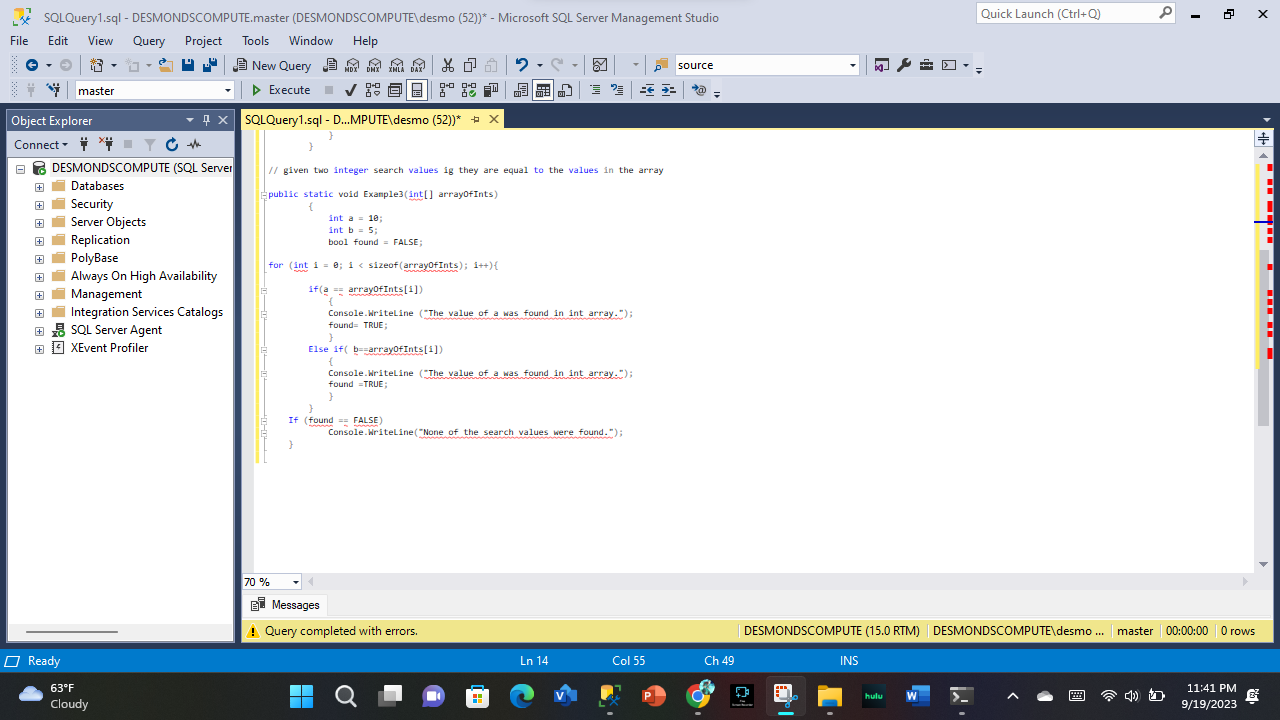 SQLQuery1.sql - DESMONDSCOMPUTE.master (DESMONDSCOMPUTE\desmo (52))* - Microsoft SQL Server Management Studio
Quick Launch (Ctrl+Q)
File Edit View Query Project Tools Window Help
New Query MDX DMX XMLA DAX source
master Execute
Object Explorer
SQLQuery1.sql - D...MPUTE\desmo (52))*
Connect
DESMONDSCOMPUTE (SQL Server
Databases
Security
Server Objects
Replication
PolyBase
Always On High Availability
Management
Integration Services Catalogs
SQL Server Agent
XEvent Profiler
}
}
// given two integer search values ig they are equal to the values in the array
public static void Example3(int[] arrayOfInts)
{
int a = 10;
int b = 5;
bool found = FALSE;
for (int i = 0; i < sizeof(arrayOfInts); i++){
if(a == arrayOfInts[i])
{
Console.WriteLine ("The value of a was found in int array.");
found= TRUE;
}
Else if( b==arrayOfInts[i])
{
Console.WriteLine ("The value of a was found in int array.");
found =TRUE;
}
}
If (found == FALSE)
Console.WriteLine("None of the search values were found.");
}
70 %
Messages
Query completed with errors. DESMONDSCOMPUTE (15.0 RTM) DESMONDSCOMPUTE\desmo ... master 00:00:00 0 rows
Ready Ln 14 Col 55 Ch 49 INS
63°F
Cloudy
hulu
11:41 PM
9/19/2023